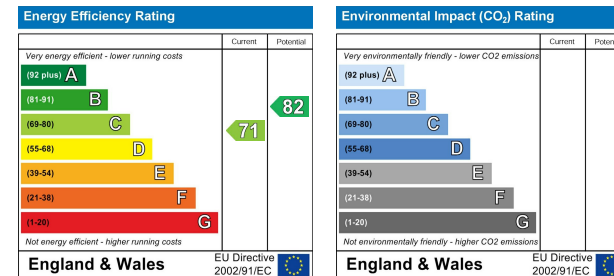 Energy Efficiency Rating
Current Potential
Very energy efficient - lower running costs
(92 plus) A
(81-91) B
82
(69-80) C
71
(55-68) D
(39-54) E
(21-38) F
(1-20) G
Not energy efficient - higher running costs
England & Wales
EU Directive
2002/91/EC
Environmental Impact (CO₂) Rating
Current Poten
Very environmentally friendly - lower CO2 emissions
(92 plus) A
(81-91) B
(69-80) C
(55-68) D
(39-54) E
(21-38) F
(1-20) G
Not environmentally friendly - higher CO2 emissions
England & Wales
EU Directive
2002/91/EC